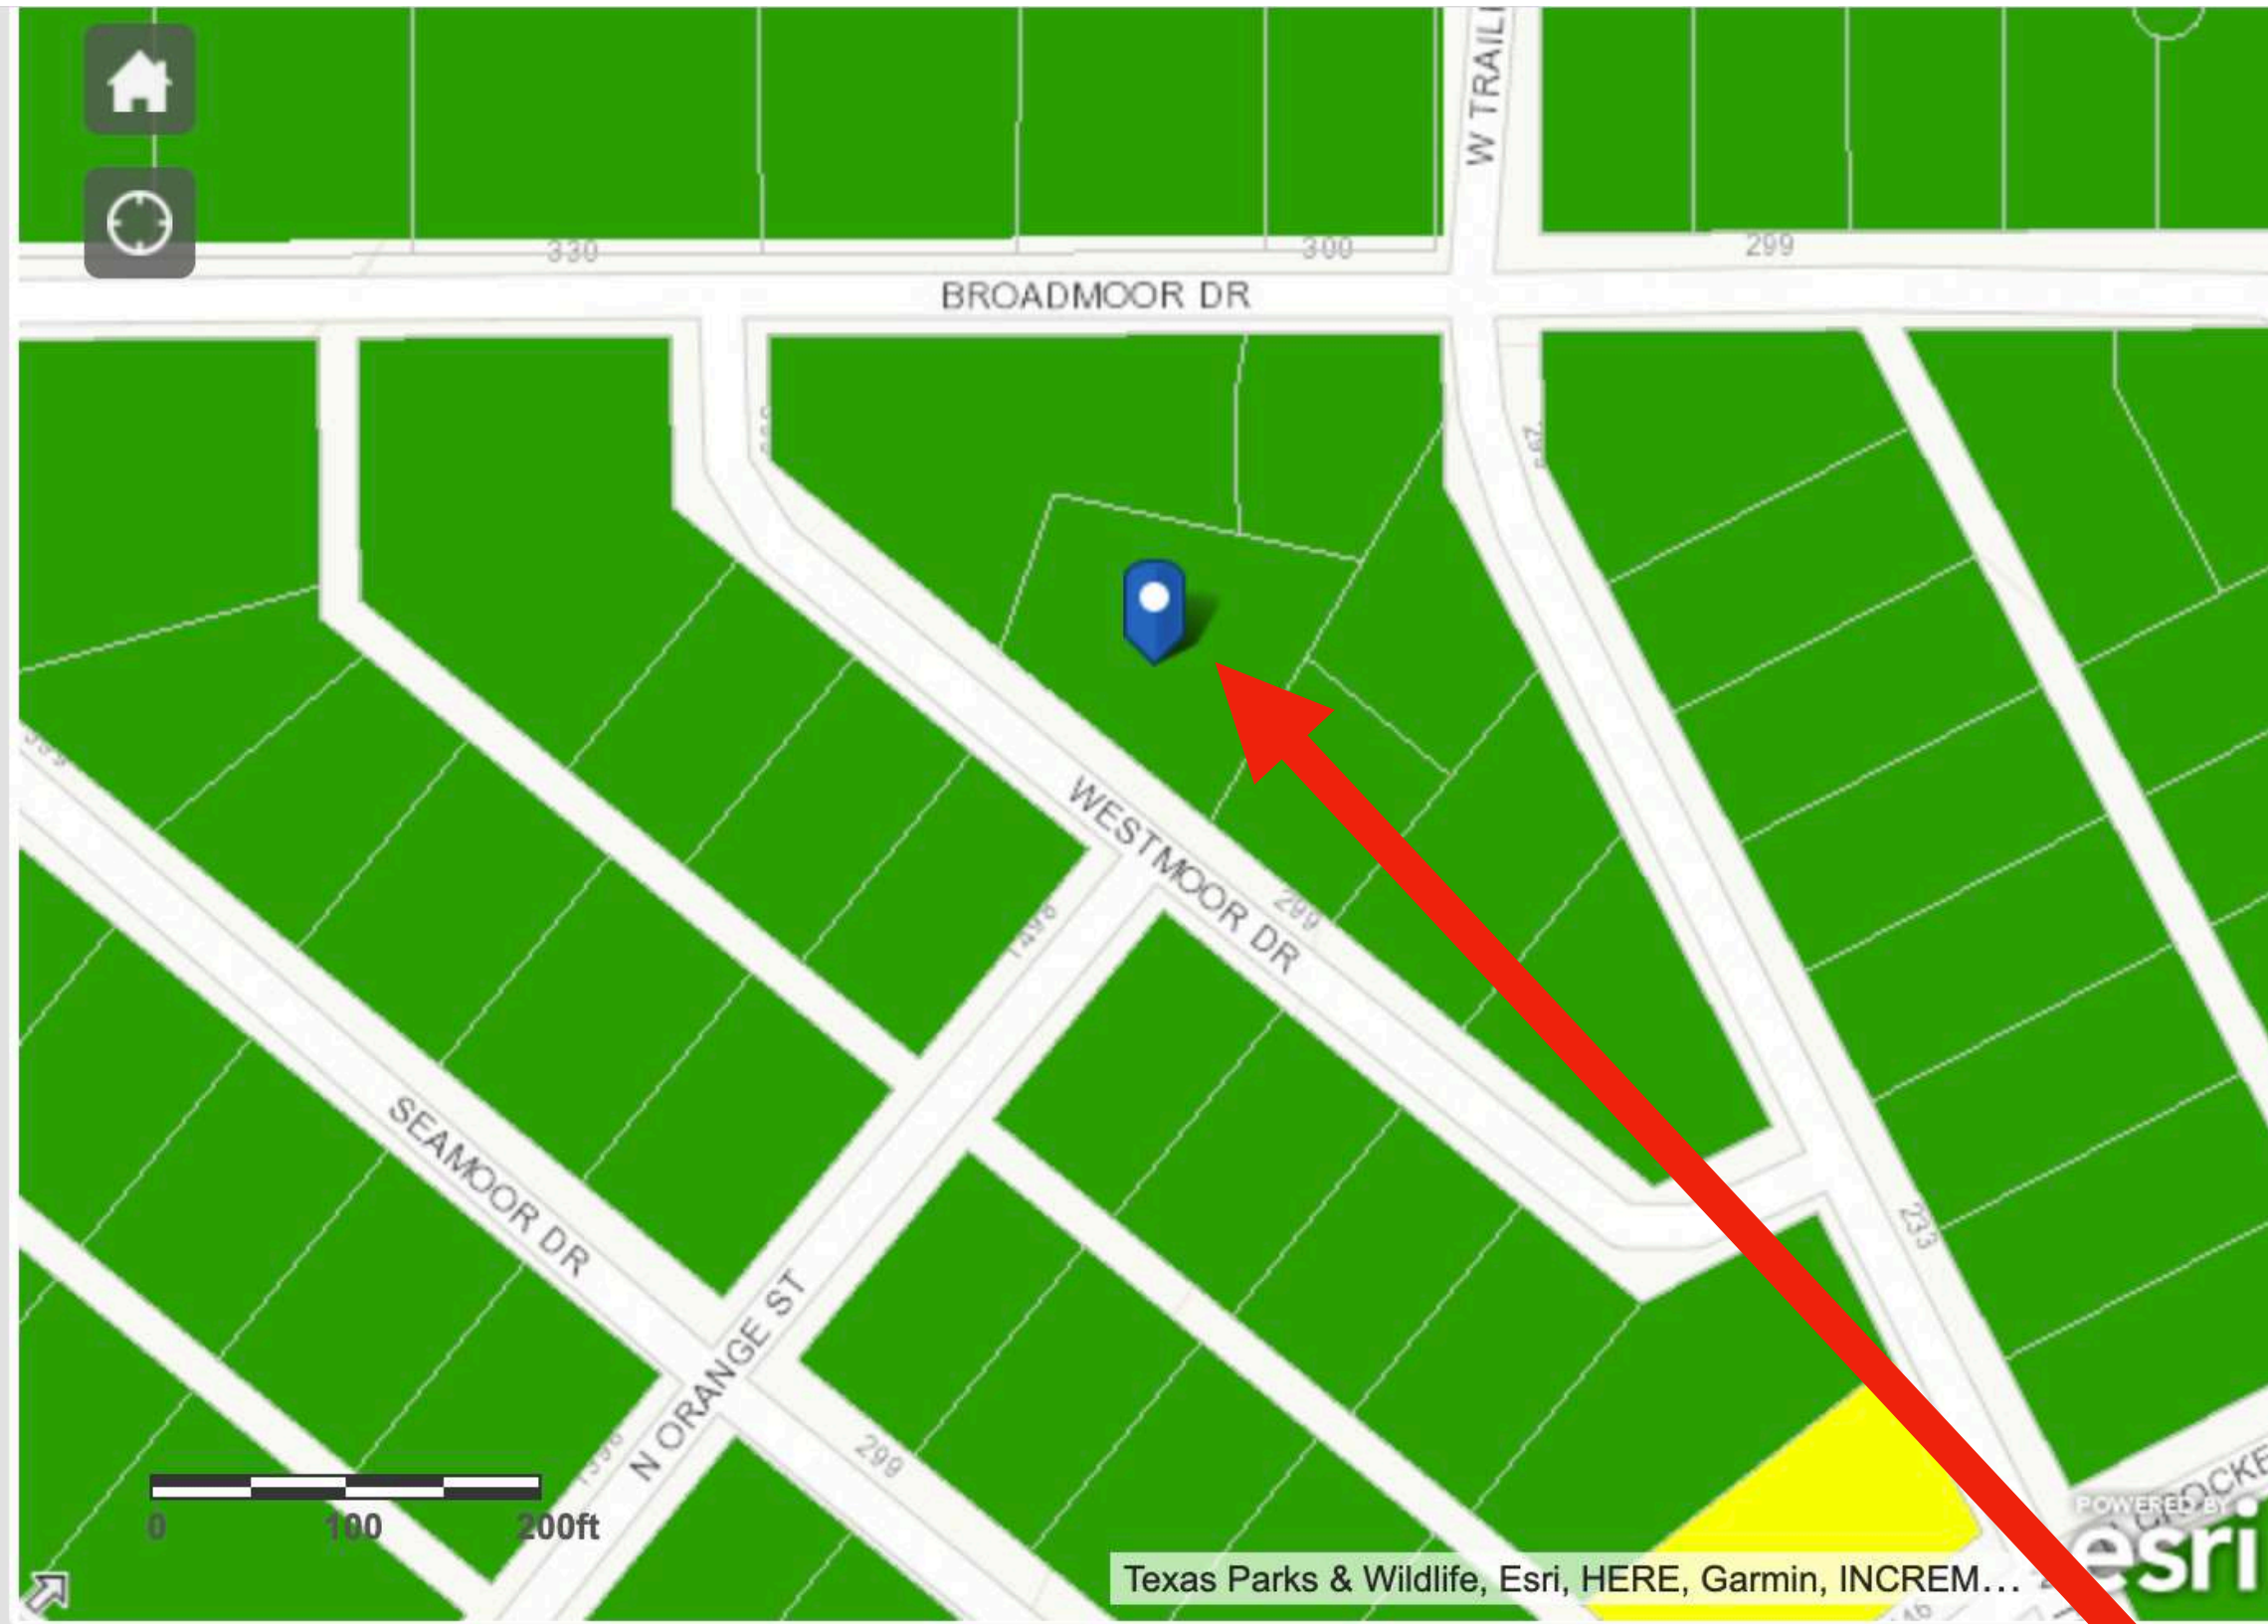 W TRAIL
330
300
299
BROADMOOR DR
WESTMOOR DR
299
1498
SEAMOOR DR
N ORANGE ST
299
233
0
100
200ft
POWERED BY
esri
Texas Parks & Wildlife, Esri, HERE, Garmin, INCREM...